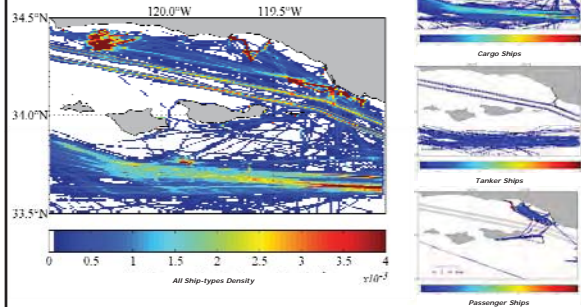 120.0°W 119.5°W
34.5°N
34.0°N
33.5°N
0 0.5 1 1.5 2 2.5 3 3.5 4
x10⁻⁵
All Ship-types Density
Cargo Ships
Tanker Ships
Passenger Ships